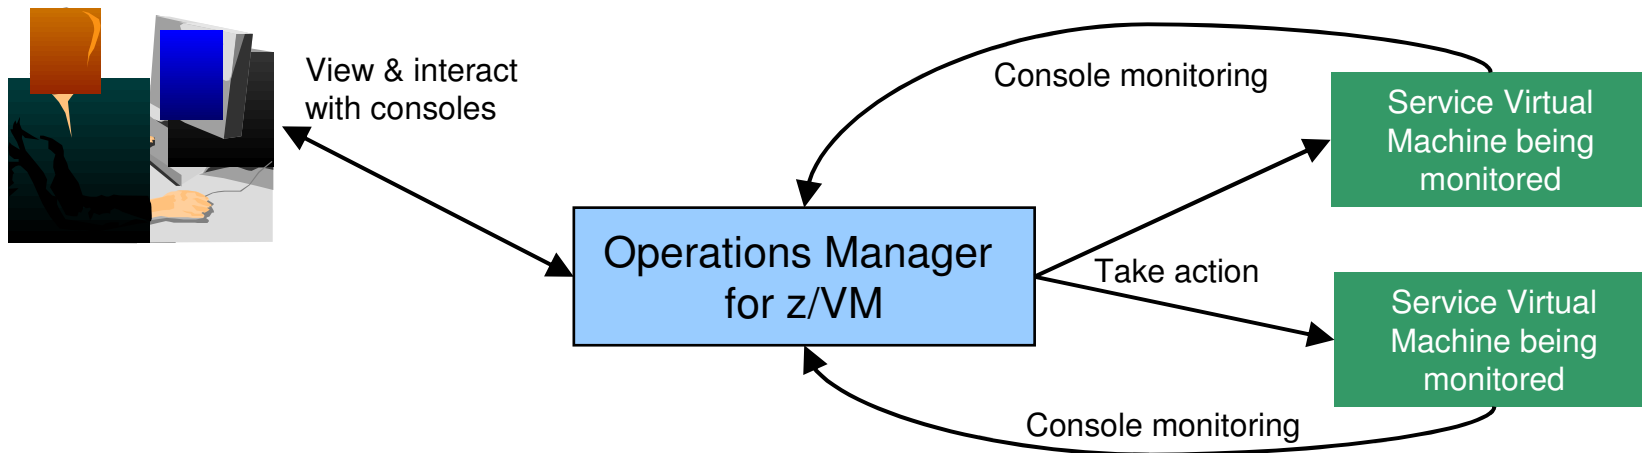 View & interact
with consoles
Console monitoring
Service Virtual
Machine being
monitored
Operations Manager
for z/VM
Take action
Service Virtual
Machine being
monitored
Console monitoring